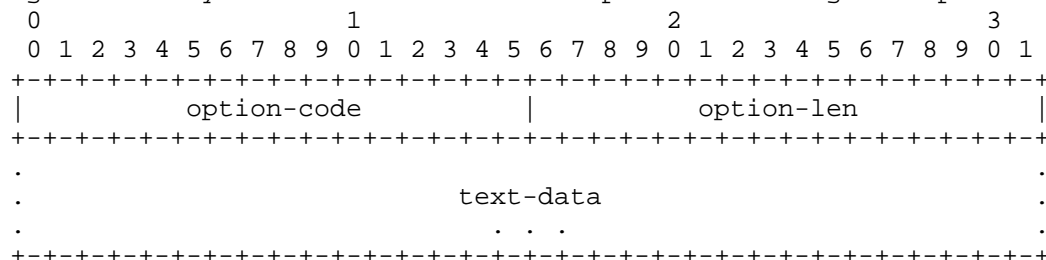 0                   1                   2                   3
0 1 2 3 4 5 6 7 8 9 0 1 2 3 4 5 6 7 8 9 0 1 2 3 4 5 6 7 8 9 0 1
+-+-+-+-+-+-+-+-+-+-+-+-+-+-+-+-+-+-+-+-+-+-+-+-+-+-+-+-+-+-+-+-+
|          option-code          |          option-len           |
+-+-+-+-+-+-+-+-+-+-+-+-+-+-+-+-+-+-+-+-+-+-+-+-+-+-+-+-+-+-+-+-+
.                                                               .
.                           text-data                           .
.                             . . .                             .
+-+-+-+-+-+-+-+-+-+-+-+-+-+-+-+-+-+-+-+-+-+-+-+-+-+-+-+-+-+-+-+-+